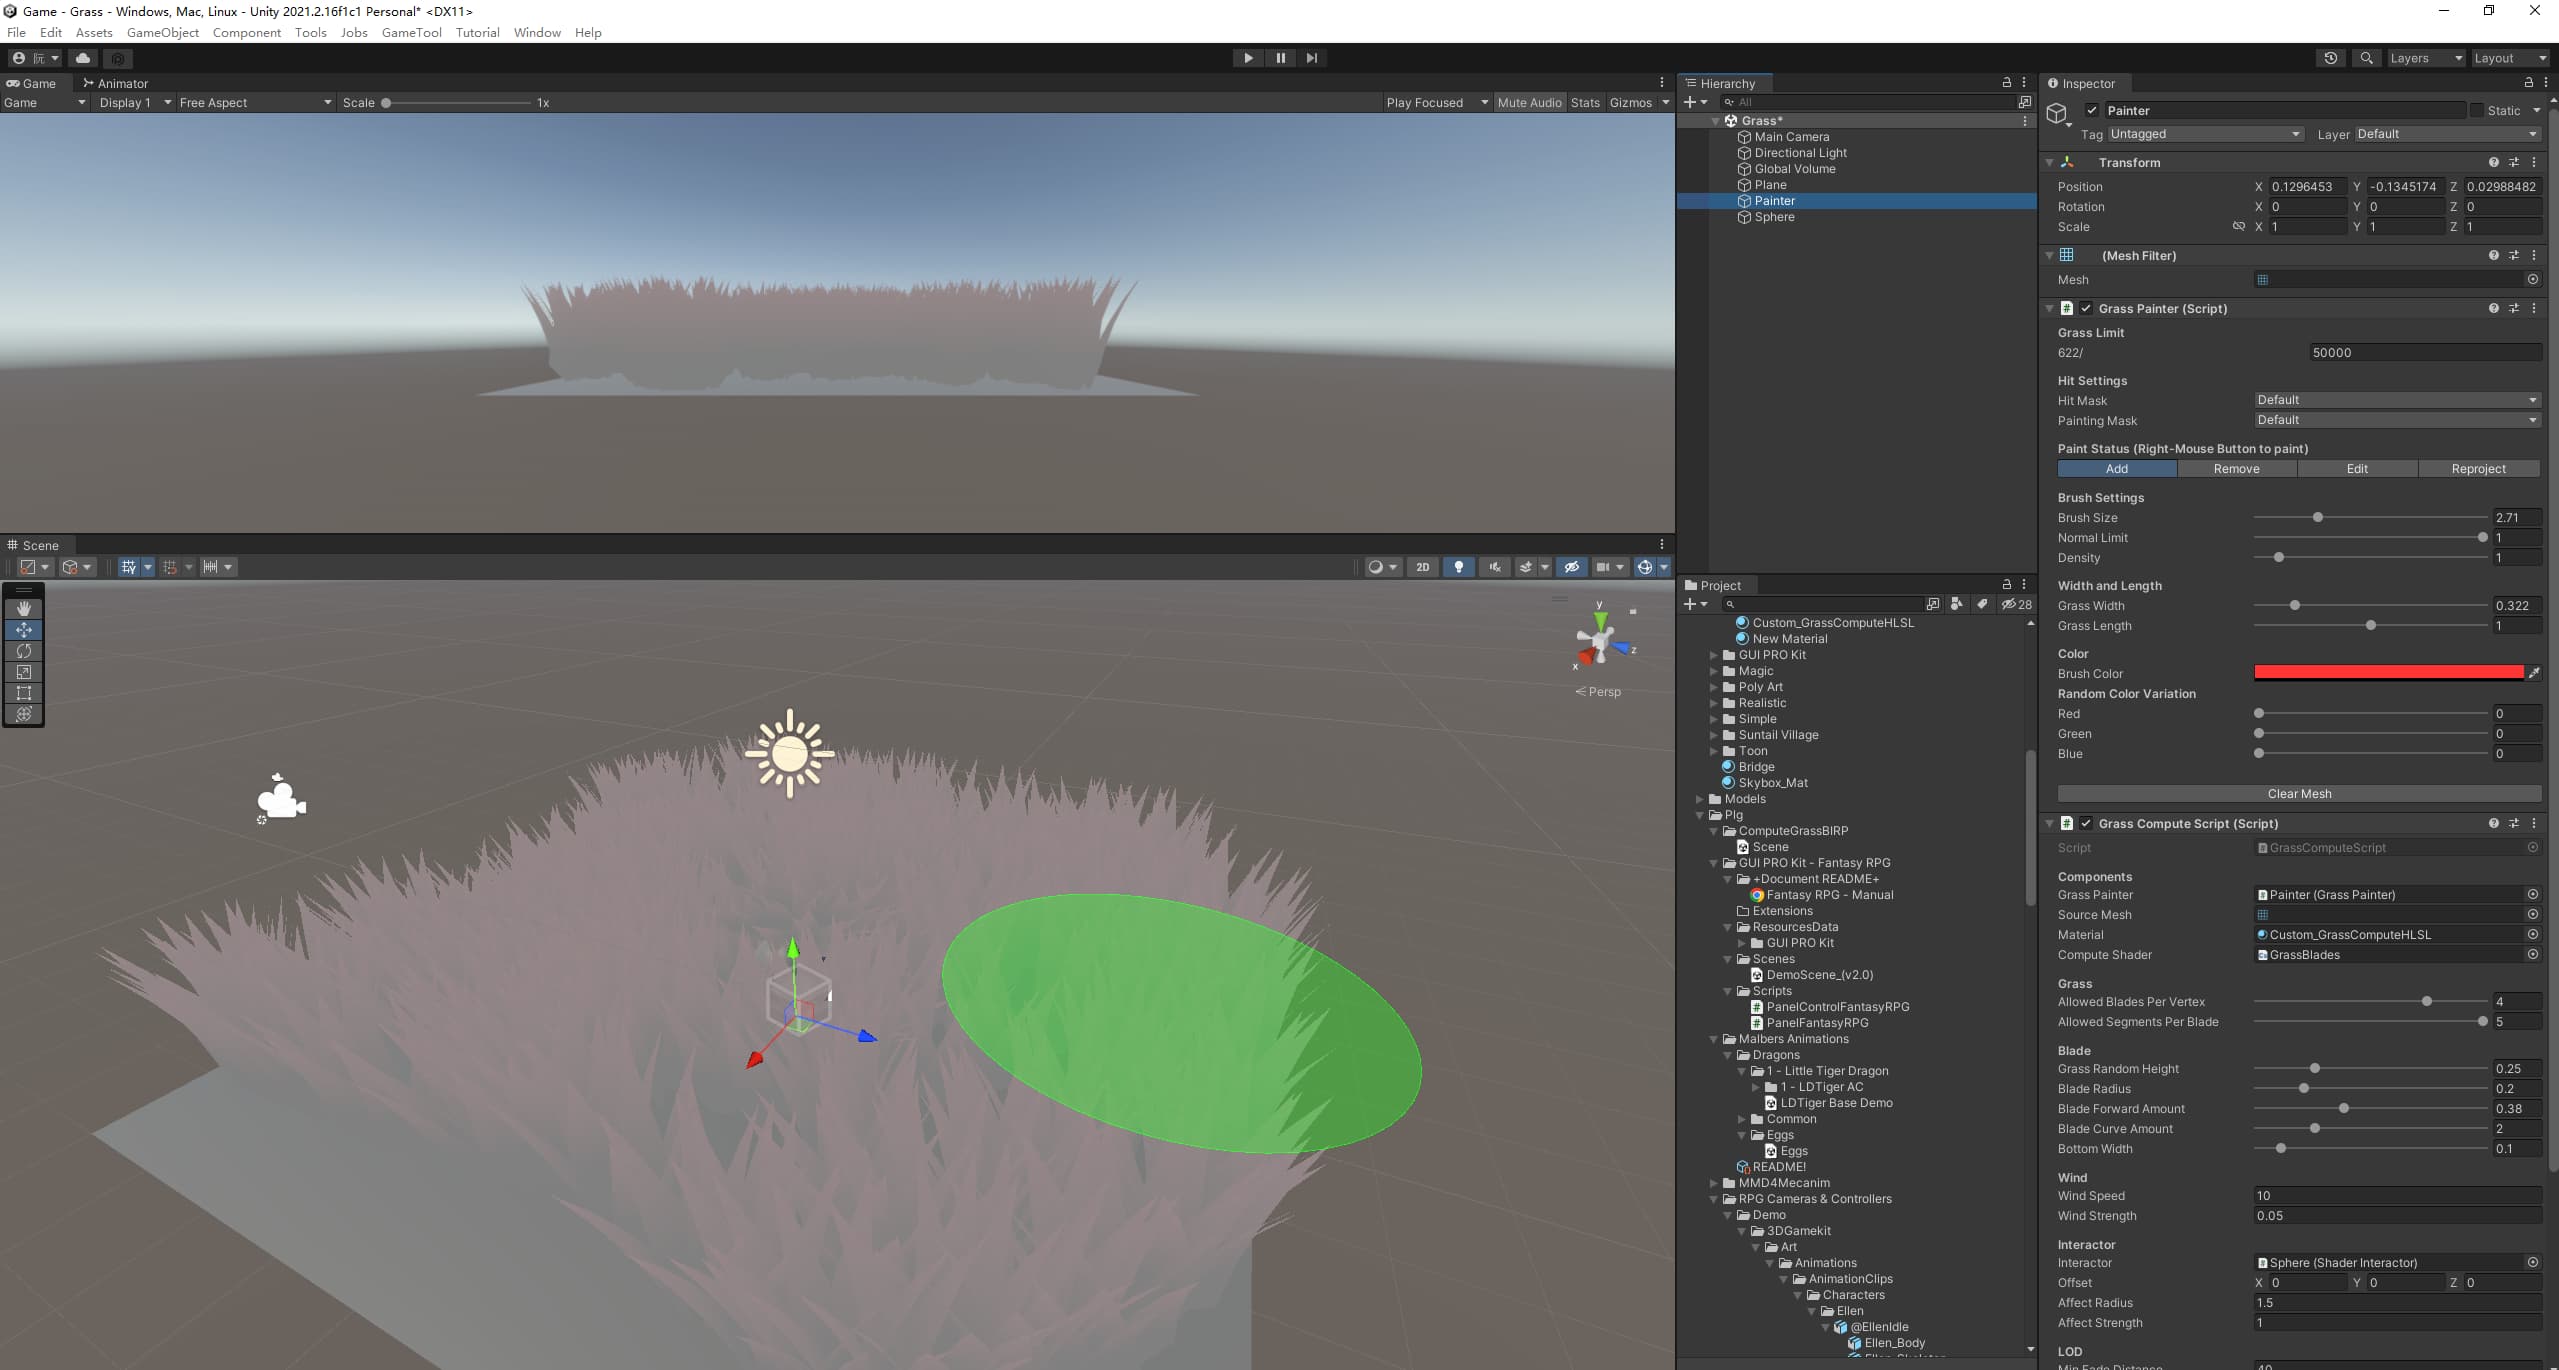 Game - Grass - Windows, Mac, Linux - Unity 2021.2.16f1c1 Personal* <DX11>
File Edit Assets GameObject Component Tools Jobs GameTool Tutorial Window Help
阮 Layers Layout
Game Animator
Game Display 1 Free Aspect Scale 1x Play Focused Mute Audio Stats Gizmos
Scene
2D
y
z
x
Persp
Hierarchy
All
Grass*
Main Camera
Directional Light
Global Volume
Plane
Painter
Sphere
Project
28
Custom_GrassComputeHLSL
New Material
GUI PRO Kit
Magic
Poly Art
Realistic
Simple
Suntail Village
Toon
Bridge
Skybox_Mat
Models
Plg
ComputeGrassBIRP
Scene
GUI PRO Kit - Fantasy RPG
+Document README+
Fantasy RPG - Manual
Extensions
ResourcesData
GUI PRO Kit
Scenes
DemoScene_(v2.0)
Scripts
PanelControlFantasyRPG
PanelFantasyRPG
Malbers Animations
Dragons
1 - Little Tiger Dragon
1 - LDTiger AC
LDTiger Base Demo
Common
Eggs
Eggs
README!
MMD4Mecanim
RPG Cameras & Controllers
Demo
3DGamekit
Art
Animations
AnimationClips
Characters
Ellen
@EllenIdle
Ellen_Body
Inspector
Painter Static
Tag Untagged Layer Default
Transform
Position X 0.1296453 Y -0.1345174 Z 0.02988482
Rotation X 0 Y 0 Z 0
Scale X 1 Y 1 Z 1
(Mesh Filter)
Mesh
Grass Painter (Script)
Grass Limit
622/ 50000
Hit Settings
Hit Mask Default
Painting Mask Default
Paint Status (Right-Mouse Button to paint)
Add Remove Edit Reproject
Brush Settings
Brush Size 2.71
Normal Limit 1
Density 1
Width and Length
Grass Width 0.322
Grass Length 1
Color
Brush Color
Random Color Variation
Red 0
Green 0
Blue 0
Clear Mesh
Grass Compute Script (Script)
Script GrassComputeScript
Components
Grass Painter Painter (Grass Painter)
Source Mesh
Material Custom_GrassComputeHLSL
Compute Shader GrassBlades
Grass
Allowed Blades Per Vertex 4
Allowed Segments Per Blade 5
Blade
Grass Random Height 0.25
Blade Radius 0.2
Blade Forward Amount 0.38
Blade Curve Amount 2
Bottom Width 0.1
Wind
Wind Speed 10
Wind Strength 0.05
Interactor
Interactor Sphere (Shader Interactor)
Offset X 0 Y 0 Z 0
Affect Radius 1.5
Affect Strength 1
LOD
Min Fade Distance 40